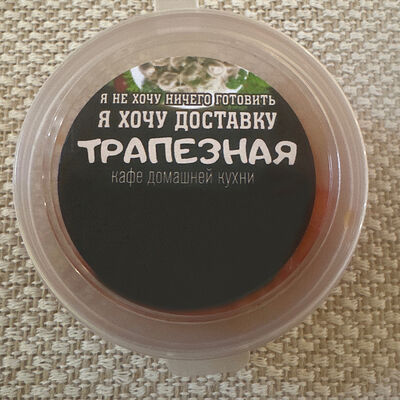 Я НЕ ХОЧУ НИЧЕГО ГОТОВИТЬ
Я ХОЧУ ДОСТАВКУ
ТРАПЕЗНАЯ
кафе домашней кухни